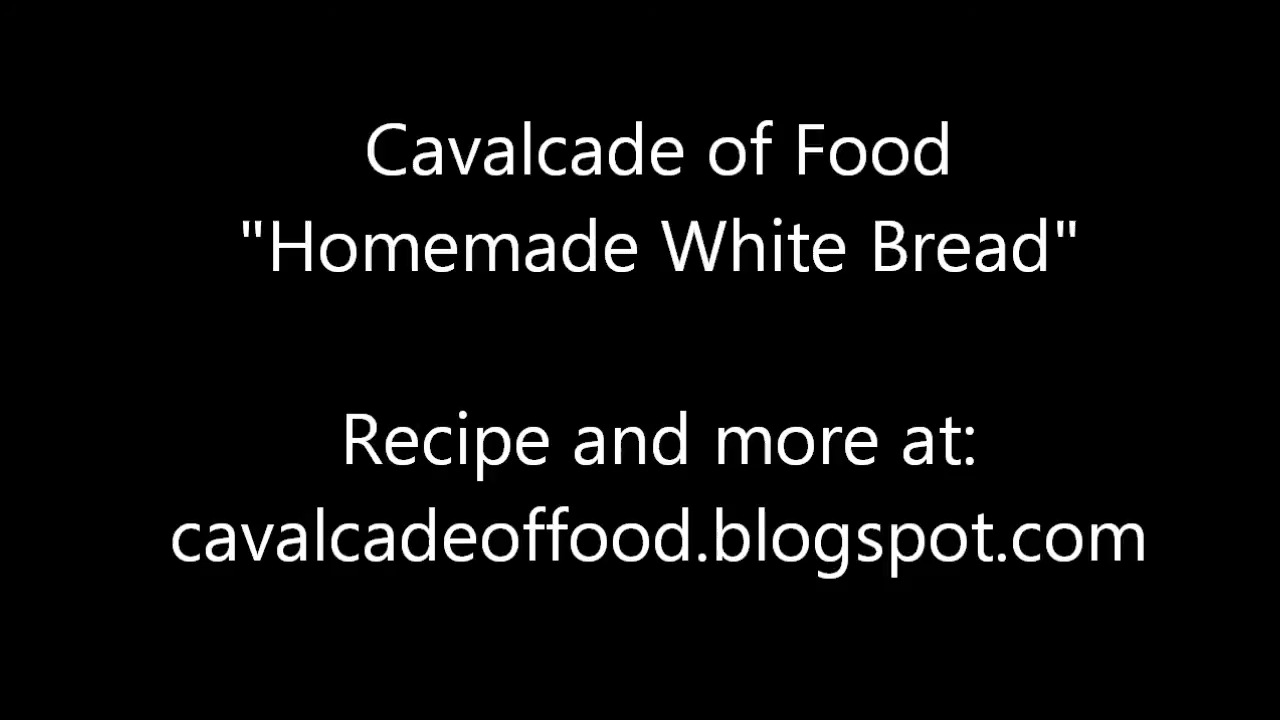 Cavalcade of Food
"Homemade White Bread"
Recipe and more at:
cavalcadeoffood.blogspot.com